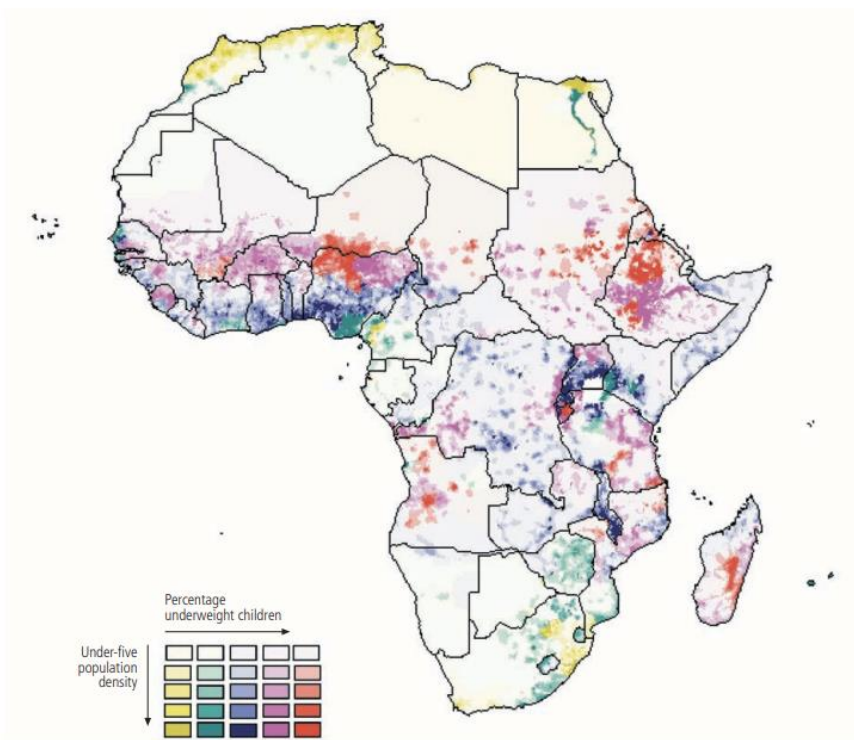 Percentage
underweight children
Under-five
population
density